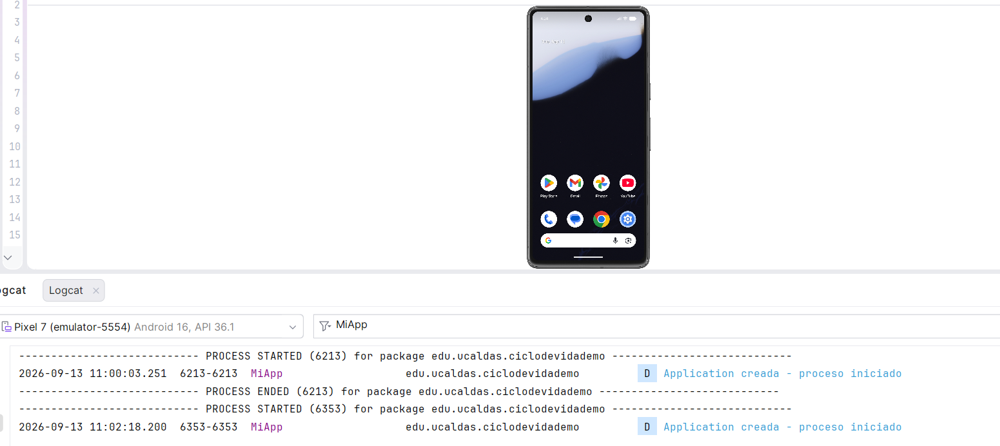 2
3
4
5
6
7
8
9
10
11
12
13
14
15
Play Store Gmail Photos YouTube
ogcat Logcat
Pixel 7 (emulator-5554) Android 16, API 36.1 MiApp
---------------------------- PROCESS STARTED (6213) for package edu.ucaldas.ciclodevidademo ----------------------------
2026-09-13 11:00:03.251 6213-6213 MiApp edu.ucaldas.ciclodevidademo D Application creada - proceso iniciado
---------------------------- PROCESS ENDED (6213) for package edu.ucaldas.ciclodevidademo ----------------------------
---------------------------- PROCESS STARTED (6353) for package edu.ucaldas.ciclodevidademo ----------------------------
2026-09-13 11:02:18.200 6353-6353 MiApp edu.ucaldas.ciclodevidademo D Application creada - proceso iniciado